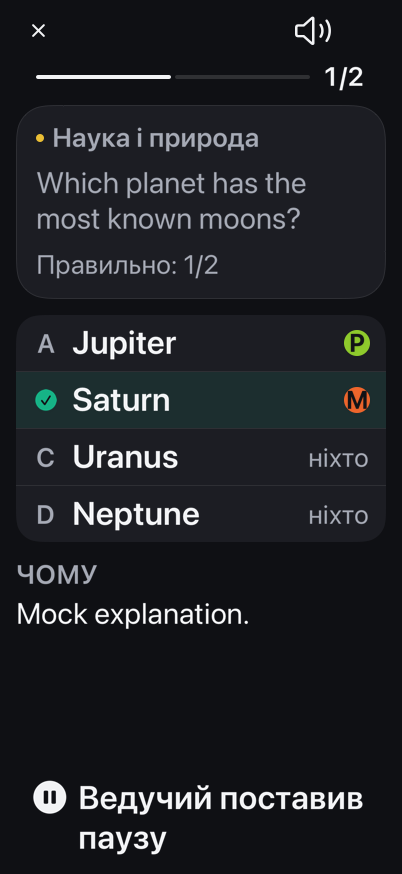 1/2
Наука і природа
Which planet has the
most known moons?
Правильно: 1/2
A Jupiter P
Saturn M
C Uranus ніхто
D Neptune ніхто
ЧОМУ
Mock explanation.
Ведучий поставив
паузу